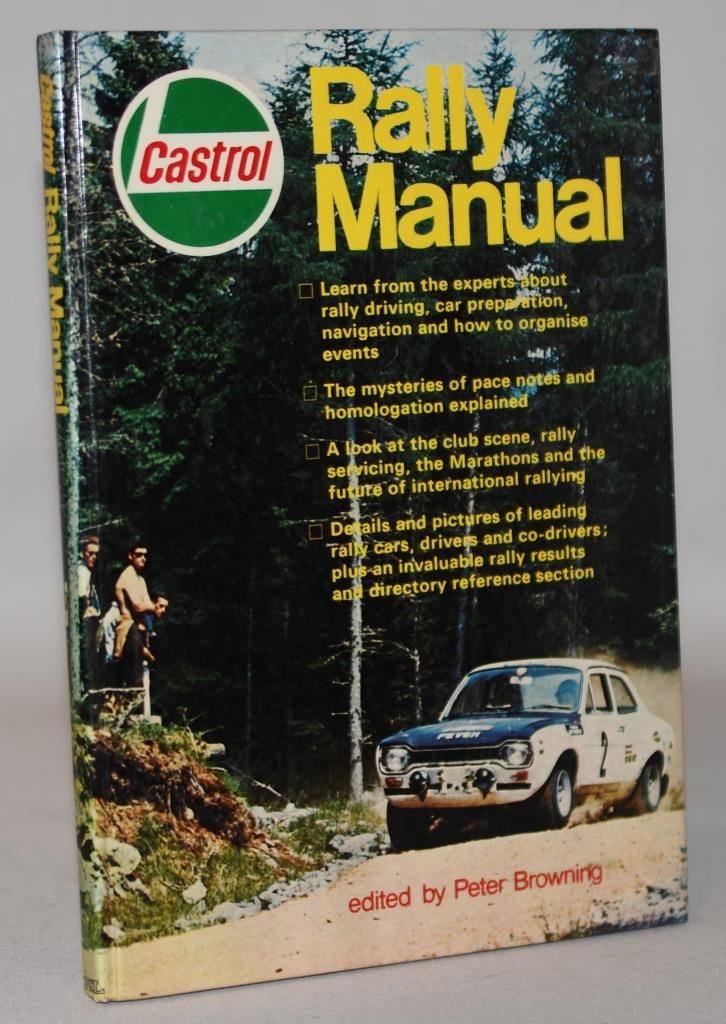 Castrol Rally Manual
Castrol
Rally
Manual
□ Learn from the experts about
rally driving, car preparation,
navigation and how to organise
events
□ The mysteries of pace notes and
homologation explained
□ A look at the club scene, rally
servicing, the Marathons and the
future of international rallying
□ Details and pictures of leading
rally cars, drivers and co-drivers;
plus an invaluable rally results
and directory reference section
2
edited by Peter Browning